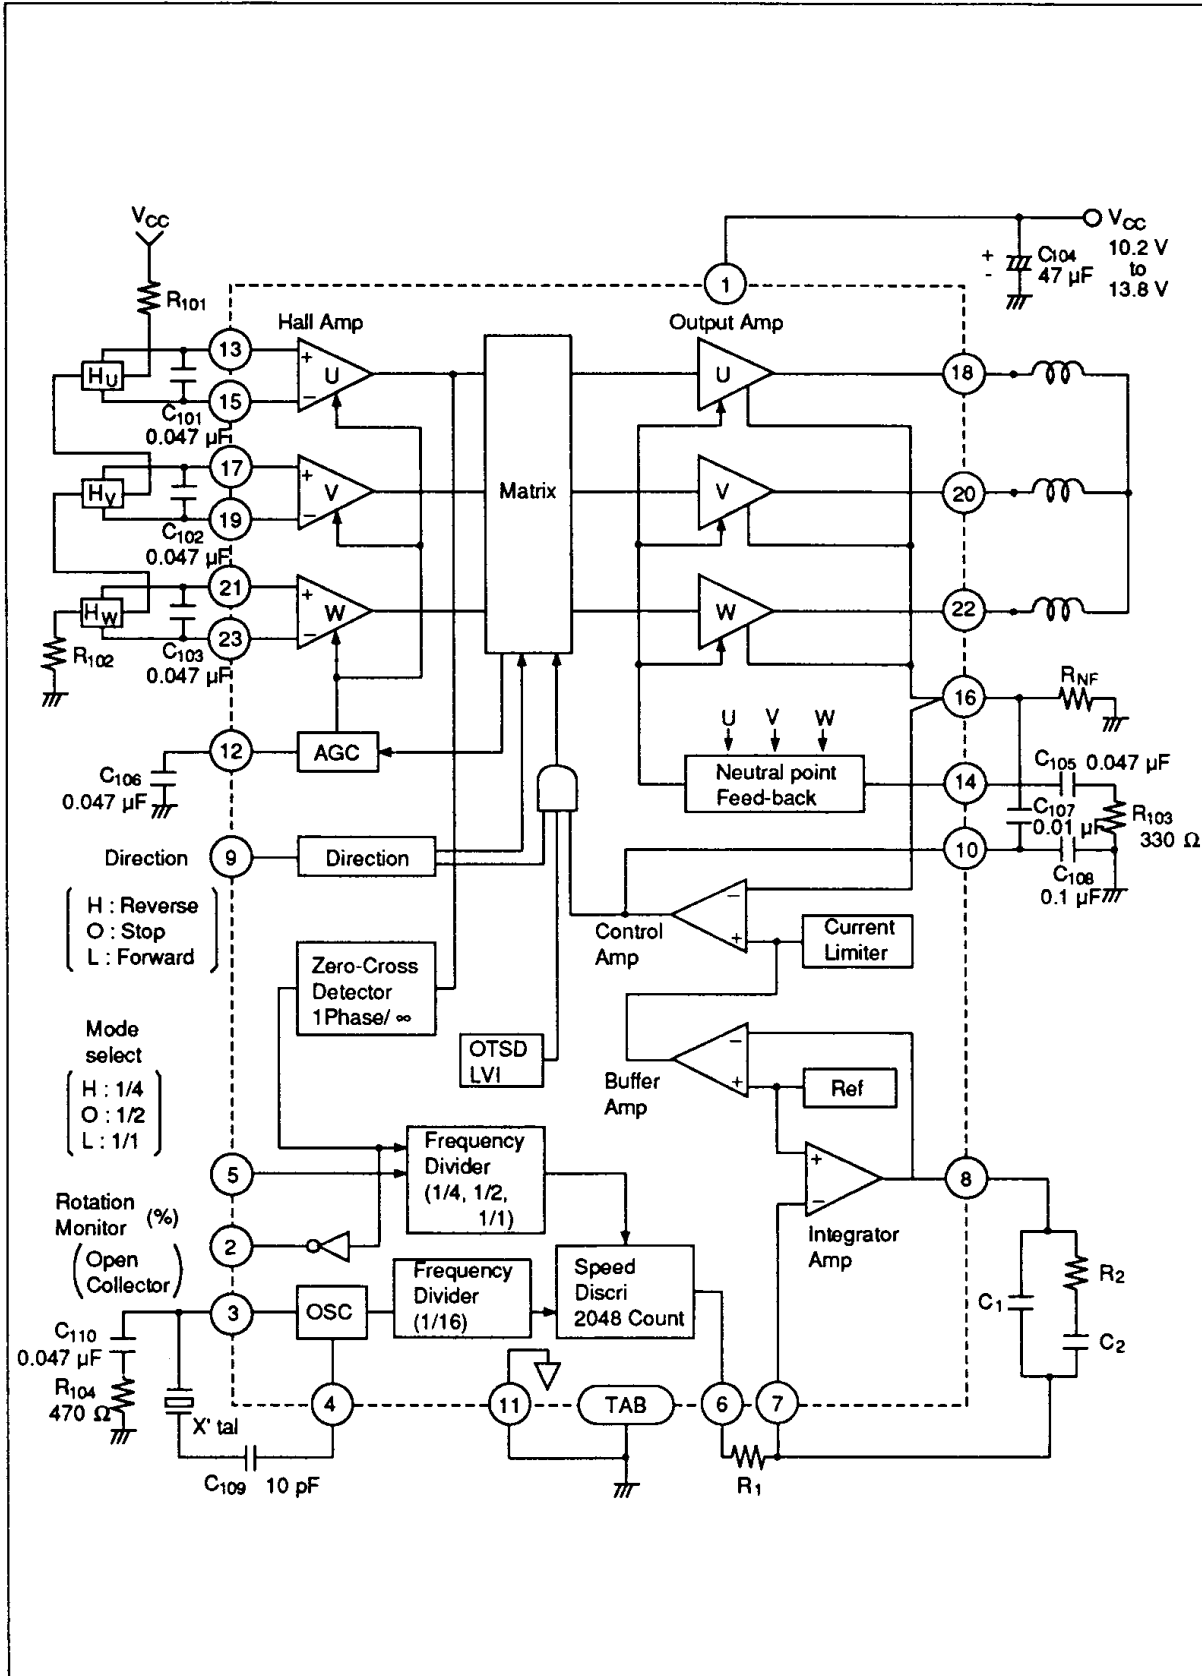 VCC
VCC
10.2 V
to
13.8 V
+
-
C104
47 µF
1
R101
Hall Amp
Output Amp
13
HU
15
+
U
−
C101
0.047 µF
U
18
17
HV
19
+
V
−
C102
0.047 µF
Matrix
V
20
21
HW
23
+
W
−
C103
0.047 µF
R102
W
22
16
RNF
U V W
12
AGC
C106
0.047 µF
Neutral point
Feed-back
14
C105 0.047 µF
C107
0.01 µF
R103
330 Ω
Direction
9
Direction
10
C108
0.1 µF
H : Reverse
O : Stop
L : Forward
−
+
Control
Amp
Current
Limiter
Zero-Cross
Detector
1Phase/ ∞
OTSD
LVI
Mode
select
H : 1/4
O : 1/2
L : 1/1
−
+
Buffer
Amp
Ref
5
Frequency
Divider
(1/4, 1/2,
1/1)
+
−
Integrator
Amp
8
Rotation
Monitor (%)
2
Open
Collector
3
OSC
Frequency
Divider
(1/16)
Speed
Discri
2048 Count
C1
R2
C2
C110
0.047 µF
R104
470 Ω
X' tal
4
11
TAB
6
7
C109 10 pF
R1